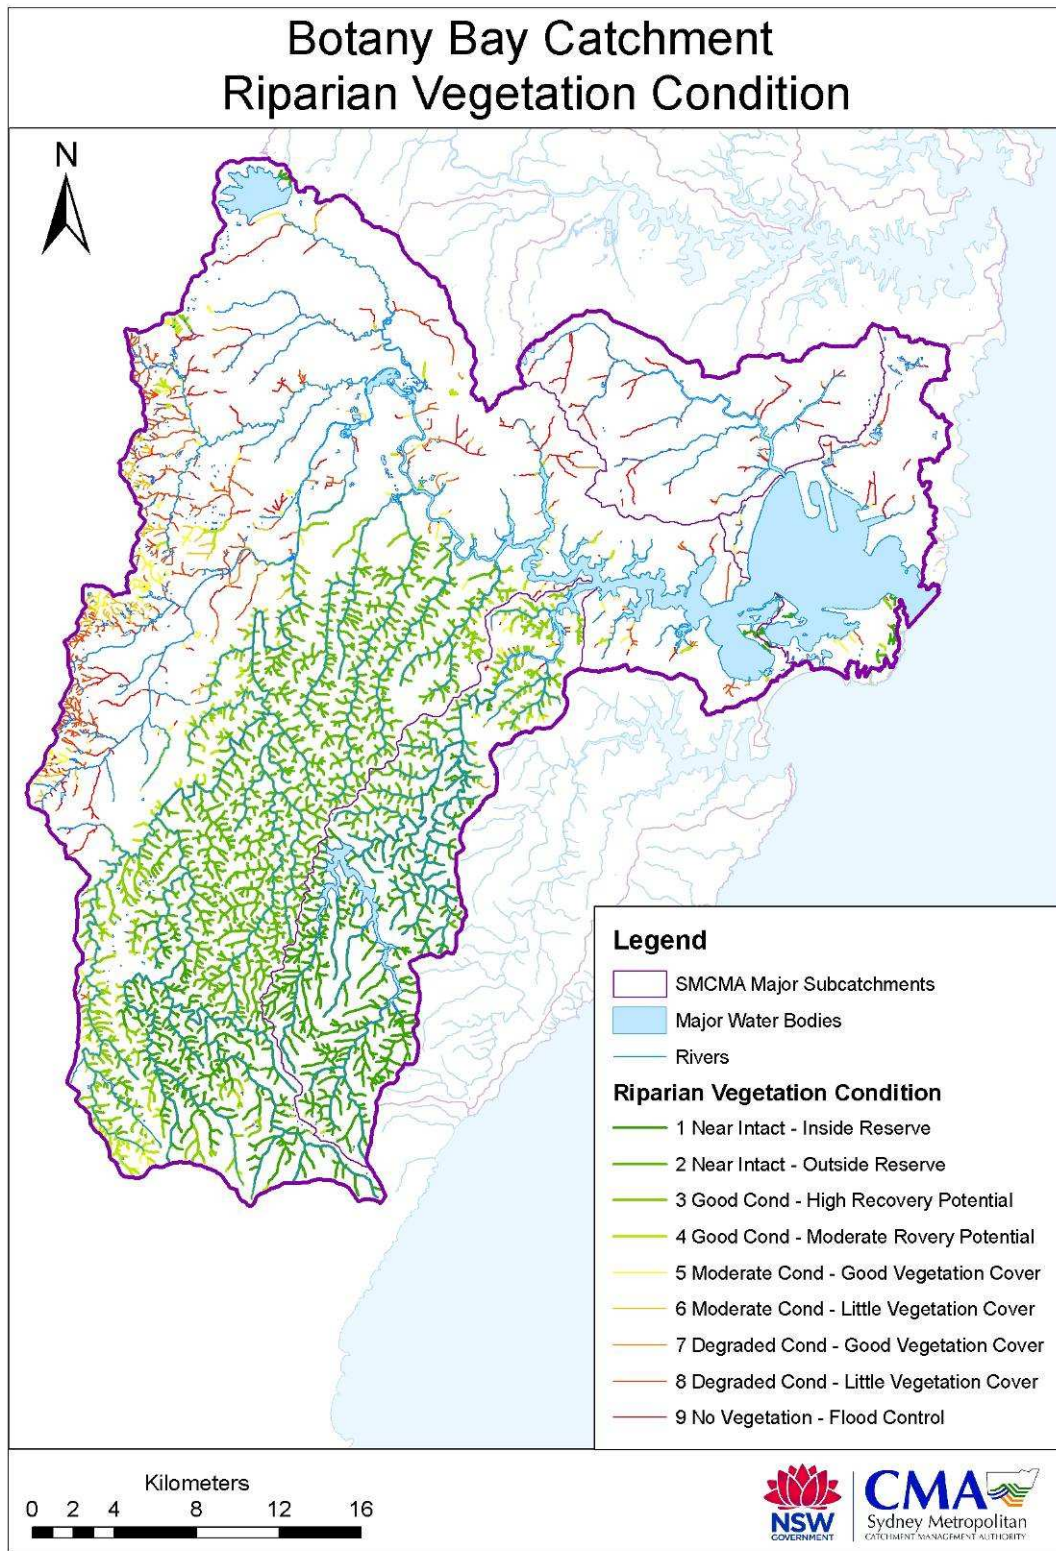 Botany Bay Catchment
Riparian Vegetation Condition
N
Legend
SMCMA Major Subcatchments
Major Water Bodies
Rivers
Riparian Vegetation Condition
1 Near Intact - Inside Reserve
2 Near Intact - Outside Reserve
3 Good Cond - High Recovery Potential
4 Good Cond - Moderate Rovery Potential
5 Moderate Cond - Good Vegetation Cover
6 Moderate Cond - Little Vegetation Cover
7 Degraded Cond - Good Vegetation Cover
8 Degraded Cond - Little Vegetation Cover
9 No Vegetation - Flood Control
Kilometers
0 2 4 8 12 16
NSW
GOVERNMENT
CMA
Sydney Metropolitan
CATCHMENT MANAGEMENT AUTHORITY